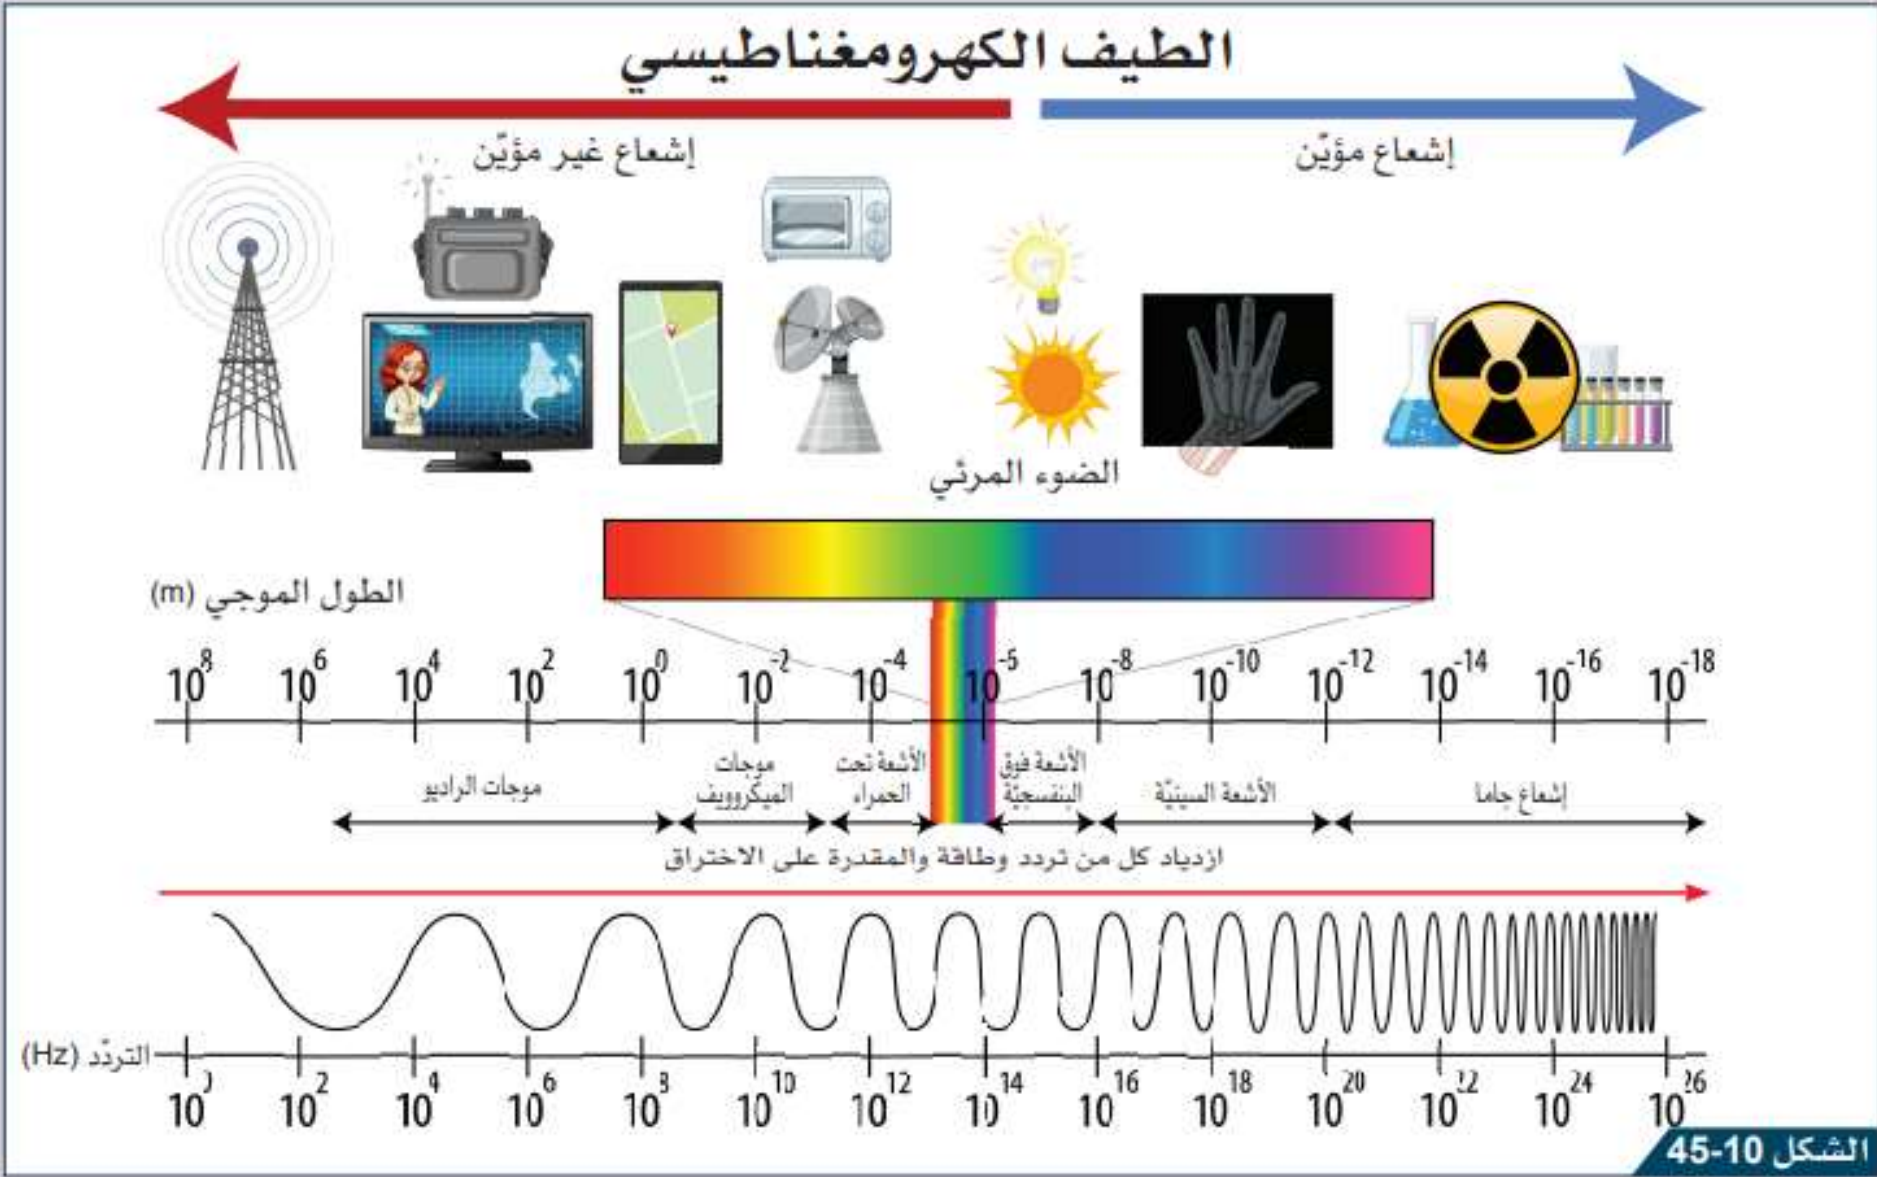 الطيف الكهرومغناطيسي
إشعاع غير مؤيّن
إشعاع مؤيّن
الضوء المرئي
الطول الموجي (m)
10^8 10^6 10^4 10^2 10^0 10^-2 10^-4 10^-5 10^-8 10^-10 10^-12 10^-14 10^-16 10^-18
موجات الراديو
موجات
الميكروويف
الأشعة تحت
الحمراء
الأشعة فوق
البنفسجيّة
الأشعة السينيّة
إشعاع جاما
ازدياد كل من تردد وطاقة والمقدرة على الاختراق
التردّد (Hz)
10^0 10^2 10^4 10^6 10^8 10^10 10^12 10^14 10^16 10^18 10^20 10^22 10^24 10^26
الشكل 10-45